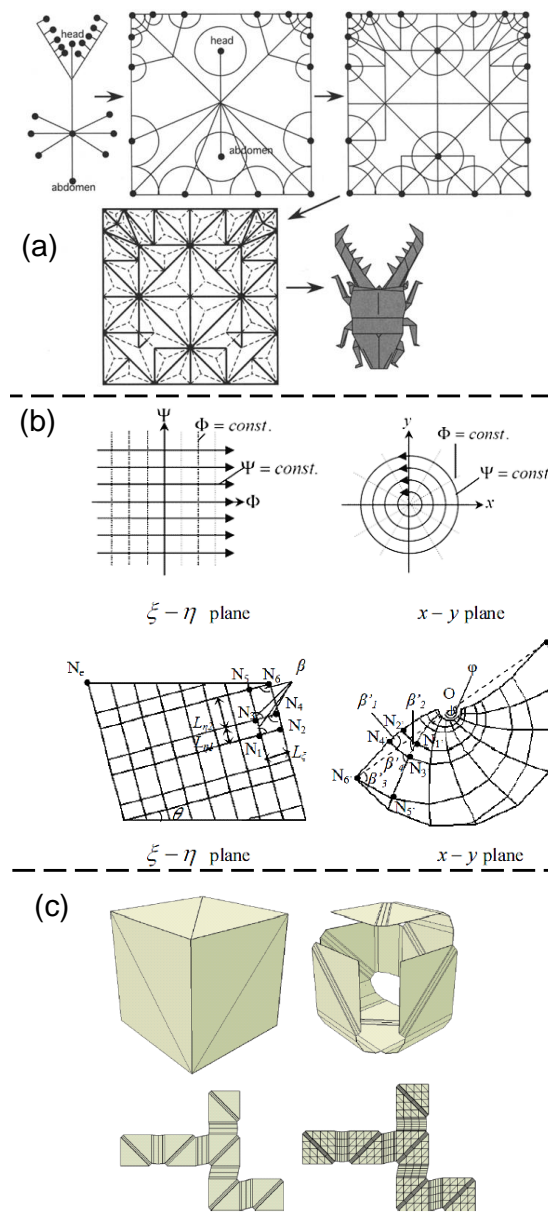 head
head
abdomen
abdomen
(a)
(b)
Ψ
Φ = const.
Ψ = const.
Φ
y
Φ = const.
Ψ = const.
x
ξ − η plane
x − y plane
N₅
N₆
β
N₄
N₂
N₁
θ
O
φ
N₂'
β'₁
β'₂
N₄'
N₁'
N₃'
β'₄
N₆'
β'₃
N₅'
ξ − η plane
x − y plane
(c)